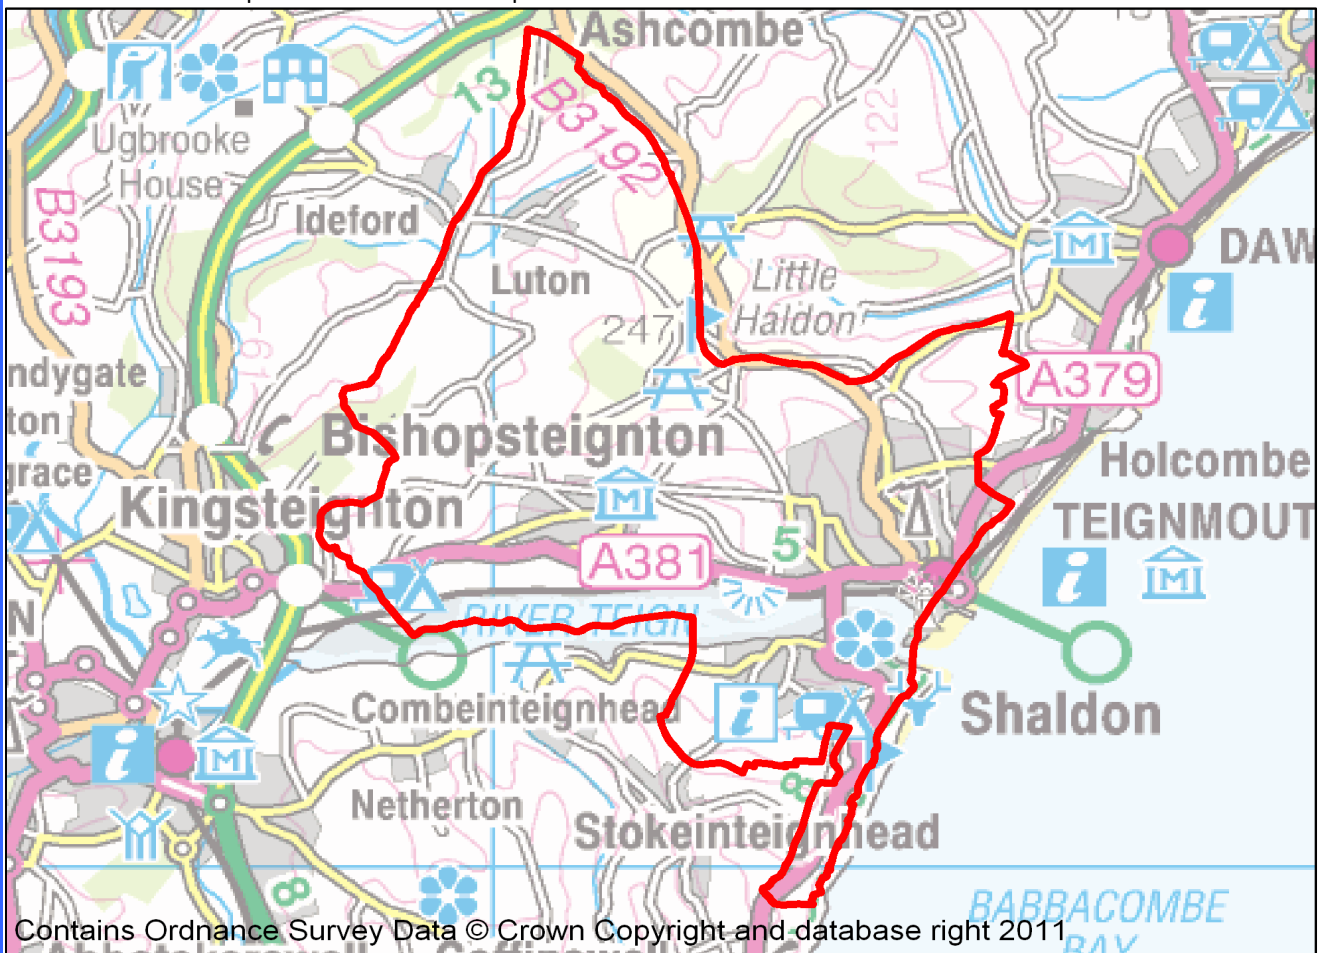 Ashcombe
13
B3192
122
Ugbrooke
House
B3193
Ideford
DAW
Luton
Little
Haldon
247
ndygate
A379
ton
Bishopsteignton
grace
Holcombe
Kingsteignton
TEIGNMOUT
A381
5
RIVER TEIGN
N
Combeinteignhead
Shaldon
8
Netherton
Stokeinteignhead
8
BABBACOMBE
BAY
Contains Ordnance Survey Data © Crown Copyright and database right 2011